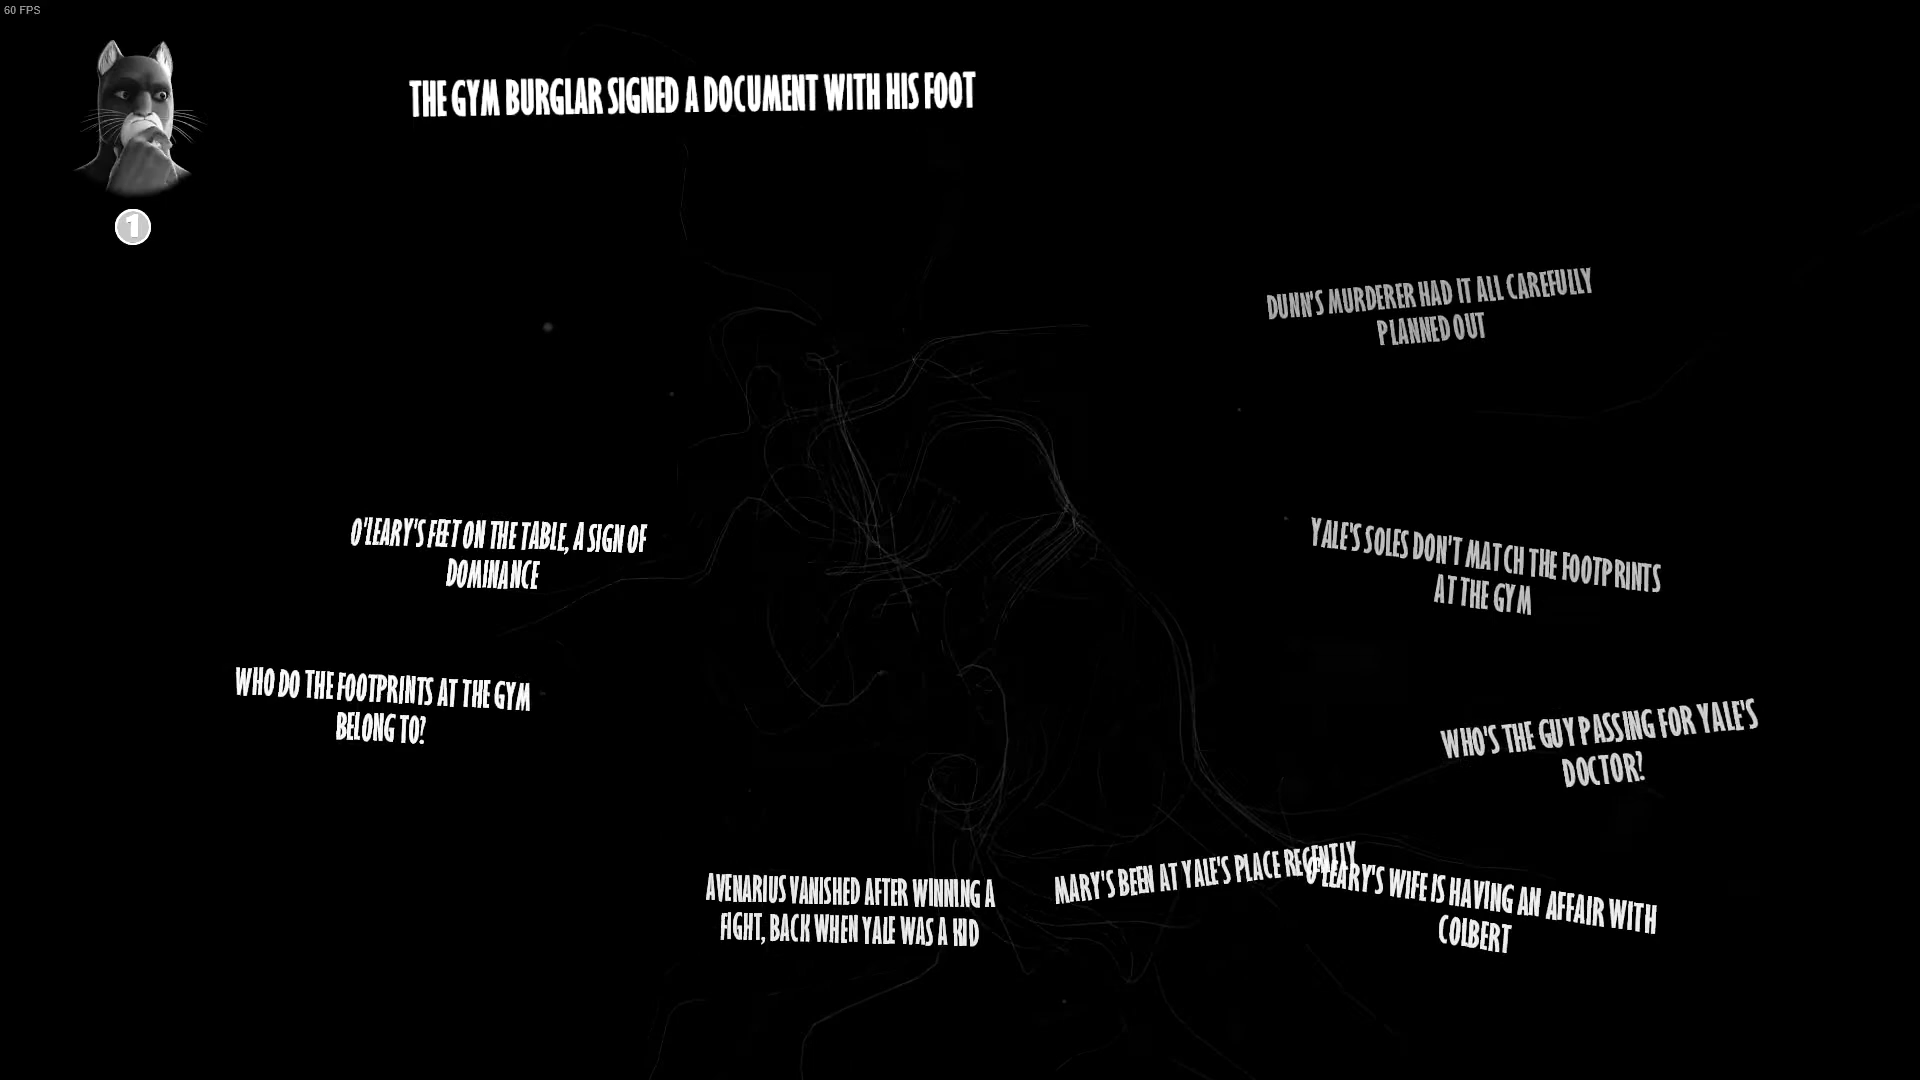 60 FPS
1
THE GYM BURGLAR SIGNED A DOCUMENT WITH HIS FOOT
DUNN'S MURDERER HAD IT ALL CAREFULLY
PLANNED OUT
O'LEARY'S FEET ON THE TABLE, A SIGN OF
DOMINANCE
YALE'S SOLES DON'T MATCH THE FOOTPRINTS
AT THE GYM
WHO DO THE FOOTPRINTS AT THE GYM
BELONG TO?
WHO'S THE GUY PASSING FOR YALE'S
DOCTOR?
AVENARIUS VANISHED AFTER WINNING A
FIGHT, BACK WHEN YALE WAS A KID
MARY'S BEEN AT YALE'S PLACE RECENTLY
O'LEARY'S WIFE IS HAVING AN AFFAIR WITH
COLBERT